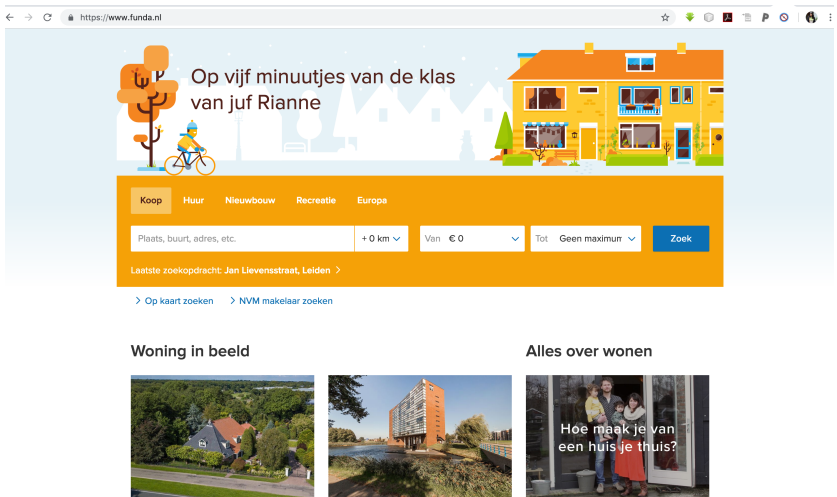 https://www.funda.nl
Op vijf minuutjes van de klas
van juf Rianne
Koop Huur Nieuwbouw Recreatie Europa
Plaats, buurt, adres, etc. + 0 km Van € 0 Tot Geen maximum Zoek
Laatste zoekopdracht: Jan Lievensstraat, Leiden
Op kaart zoeken NVM makelaar zoeken
Woning in beeld Alles over wonen
Hoe maak je van
een huis je thuis?